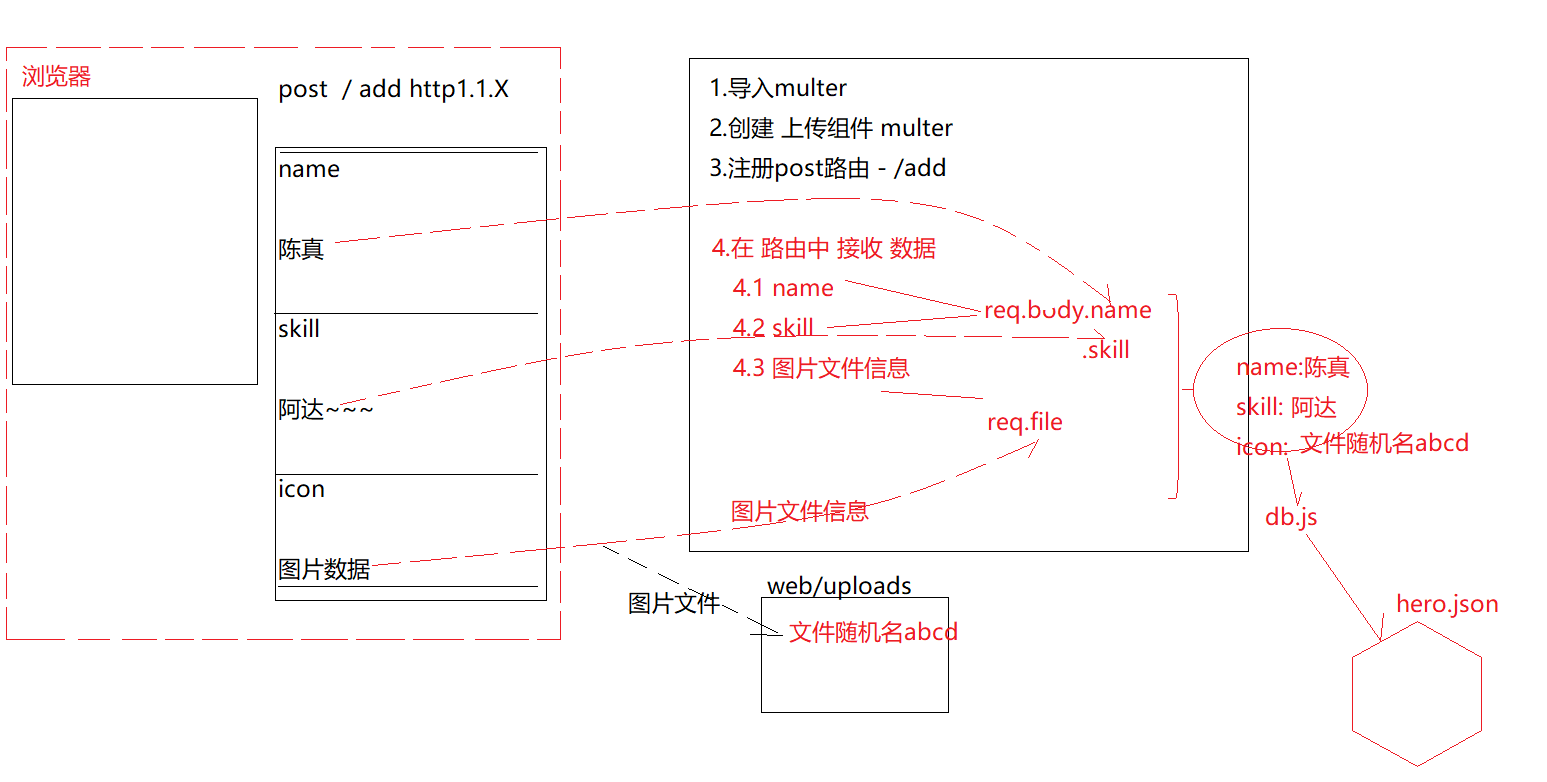 浏览器
post / add http1.1.X
name
陈真
skill
阿达~~~
icon
图片数据
1.导入multer
2.创建 上传组件 multer
3.注册post路由 - /add
4.在 路由中 接收 数据
4.1 name
4.2 skill
4.3 图片文件信息
req.body.name
.skill
req.file
图片文件信息
图片文件
web/uploads
文件随机名abcd
name:陈真
skill: 阿达
icon: 文件随机名abcd
db.js
hero.json